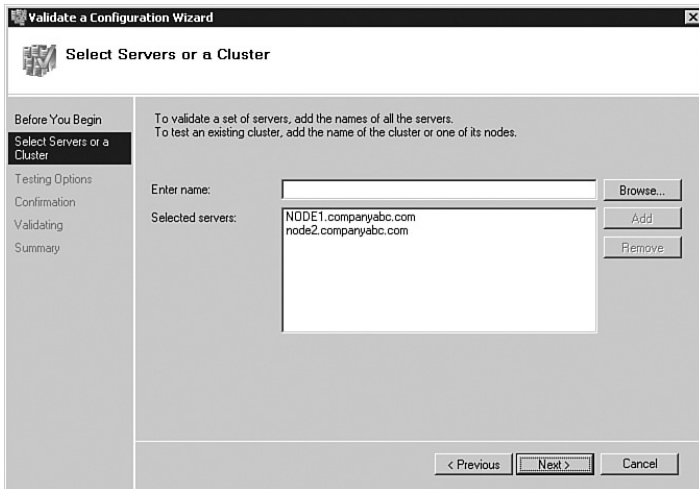 Validate a Configuration Wizard
Select Servers or a Cluster
Before You Begin
Select Servers or a
Cluster
Testing Options
Confirmation
Validating
Summary
To validate a set of servers, add the names of all the servers.
To test an existing cluster, add the name of the cluster or one of its nodes.
Enter name:
Browse...
Selected servers:
NODE1.companyabc.com
node2.companyabc.com
Add
Remove
< Previous
Next >
Cancel